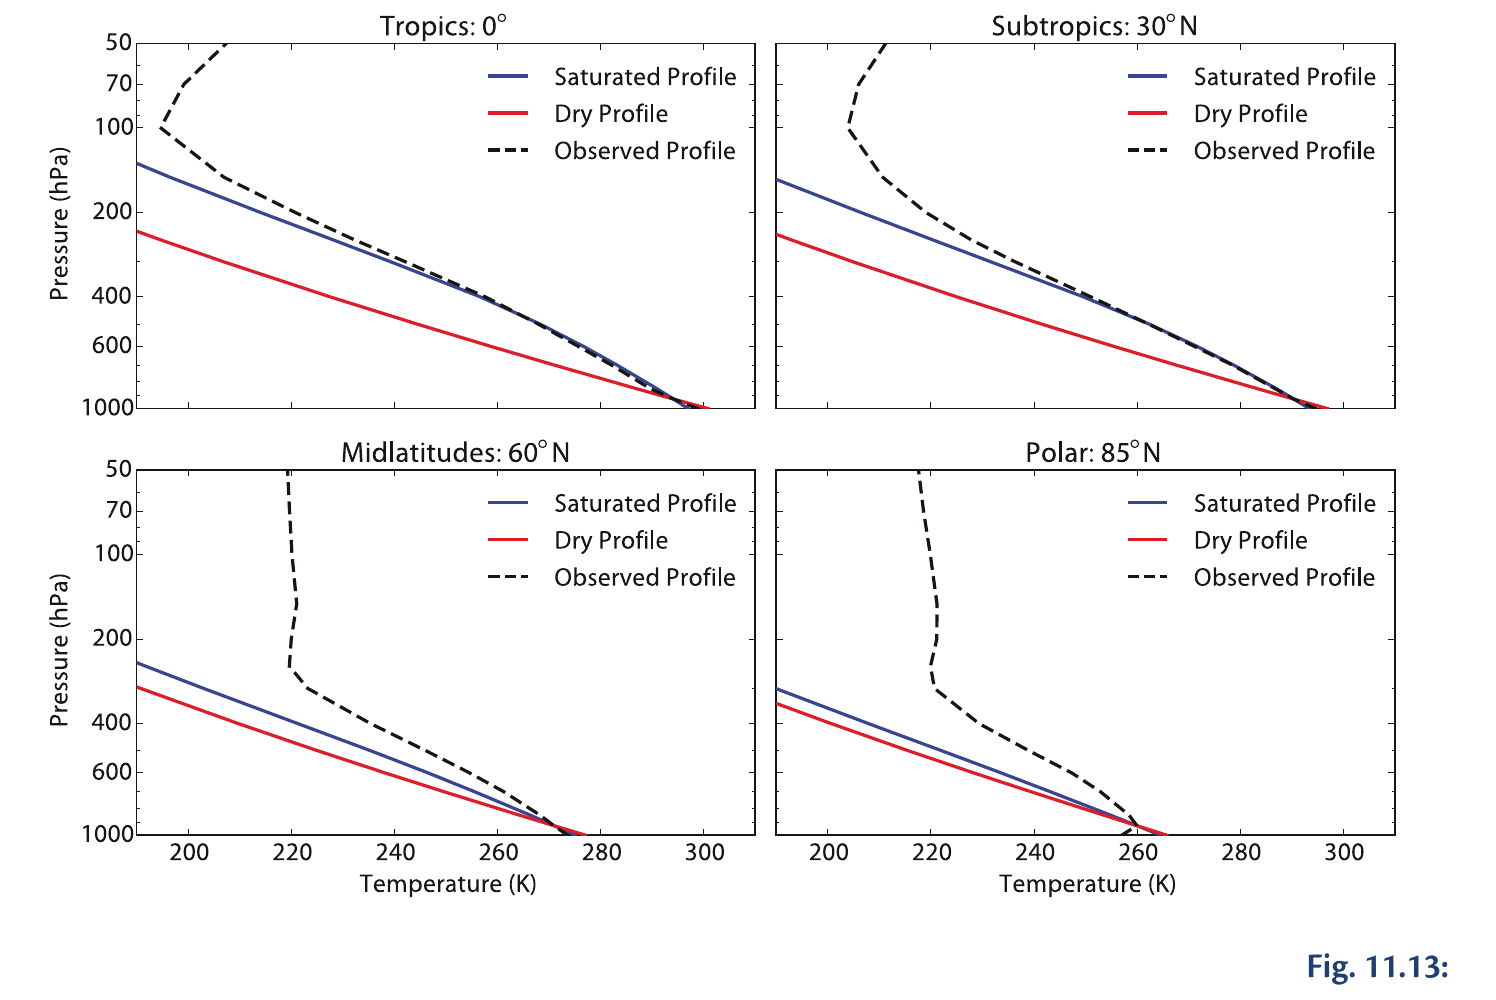 Tropics: 0°
Subtropics: 30°N
50
70
100
200
400
600
1000
Pressure (hPa)
Saturated Profile
Dry Profile
Observed Profile
Saturated Profile
Dry Profile
Observed Profile
Midlatitudes: 60°N
Polar: 85°N
50
70
100
200
400
600
1000
Pressure (hPa)
Saturated Profile
Dry Profile
Observed Profile
Saturated Profile
Dry Profile
Observed Profile
200 220 240 260 280 300
Temperature (K)
200 220 240 260 280 300
Temperature (K)
Fig. 11.13: